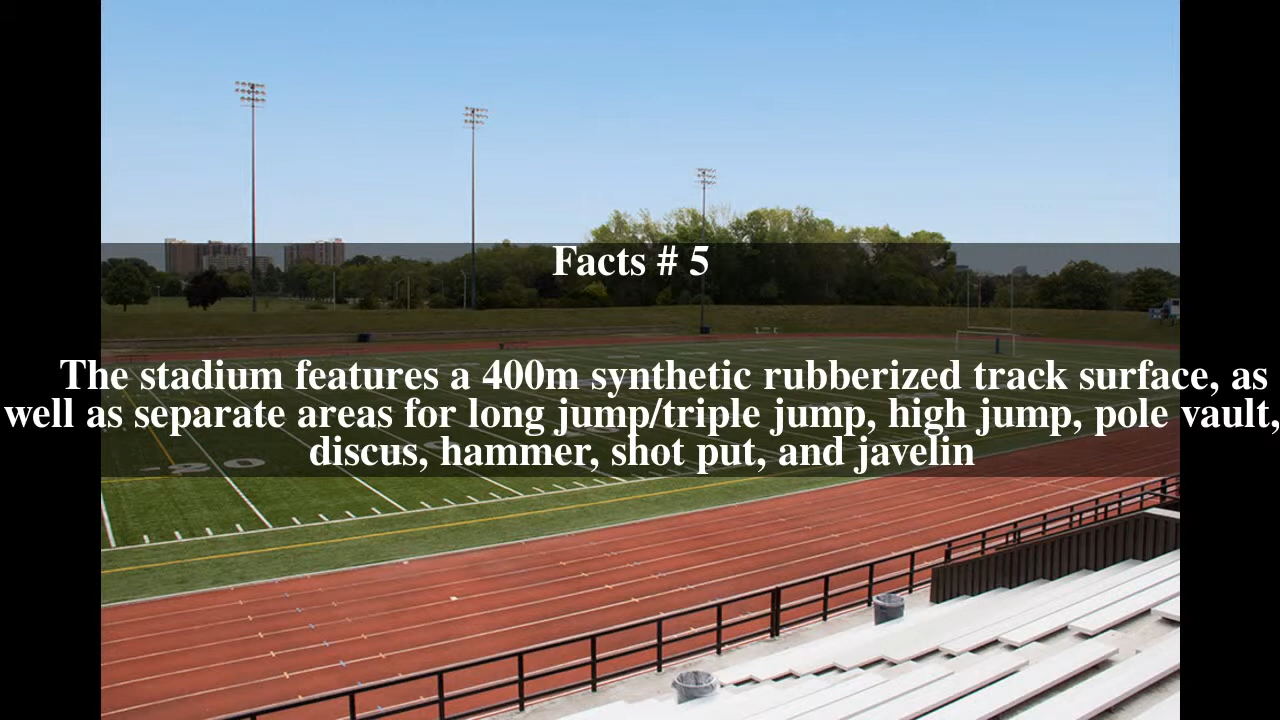 Facts # 5
The stadium features a 400m synthetic rubberized track surface, as
well as separate areas for long jump/triple jump, high jump, pole vault,
discus, hammer, shot put, and javelin
20